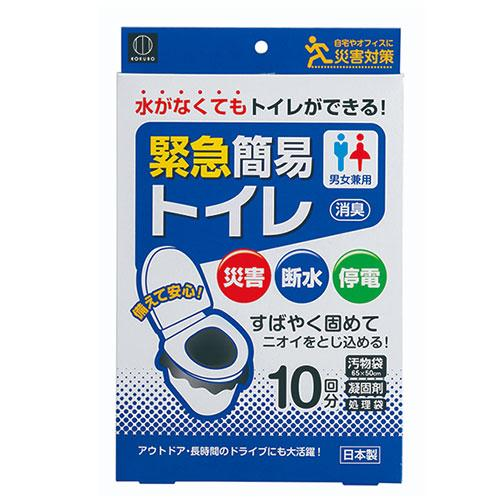 KOKUBO
自宅やオフィスに
災害対策
水がなくてもトイレができる!
緊急簡易
トイレ
男女兼用
消臭
災害
断水
停電
備えて安心!
すばやく固めて
ニオイをとじ込める!
10回分
汚物袋
65×50cm
凝固剤
処理袋
アウトドア・長時間のドライブにも大活躍!
日本製